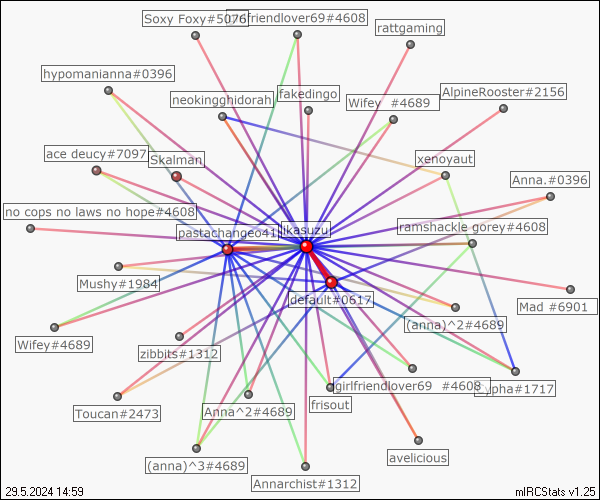 Soxy Foxy#5076
girlfriendlover69#4608
rattgaming
hypomanianna#0396
neokingghidorah
fakedingo
Wifey  #4689
AlpineRooster#2156
ace deucy#7097
Skalman
xenoyaut
Anna.#0396
no cops no laws no hope#4608
pastachange041
likasuzu
ramshackle gorey#4608
Mushy#1984
default#0617
Mad #6901
(anna)^2#4689
Wifey#4689
zibbits#1312
girlfriendlover69  #4608
Cypha#1717
Toucan#2473
Anna^2#4689
frisout
(anna)^3#4689
Annarchist#1312
avelicious
29.5.2024 14:59
mIRCStats v1.25